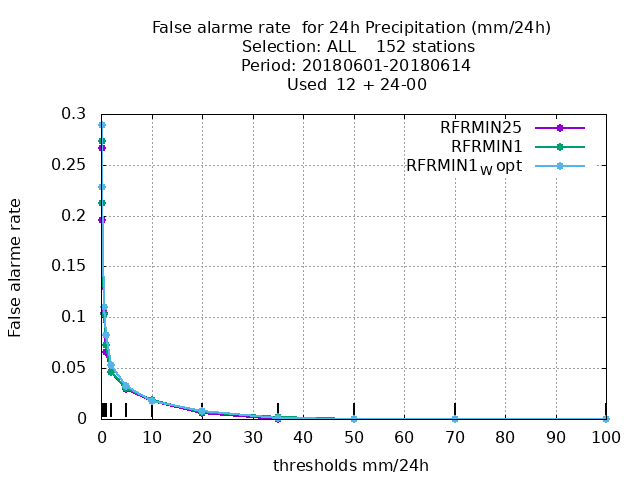 False alarme rate for 24h Precipitation (mm/24h)
Selection: ALL 152 stations
Period: 20180601-20180614
Used 12 + 24-00
RFRMIN25
RFRMIN1
RFRMIN1W opt
False alarme rate
0.3
0.25
0.2
0.15
0.1
0.05
0
0 10 20 30 40 50 60 70 80 90 100
thresholds mm/24h